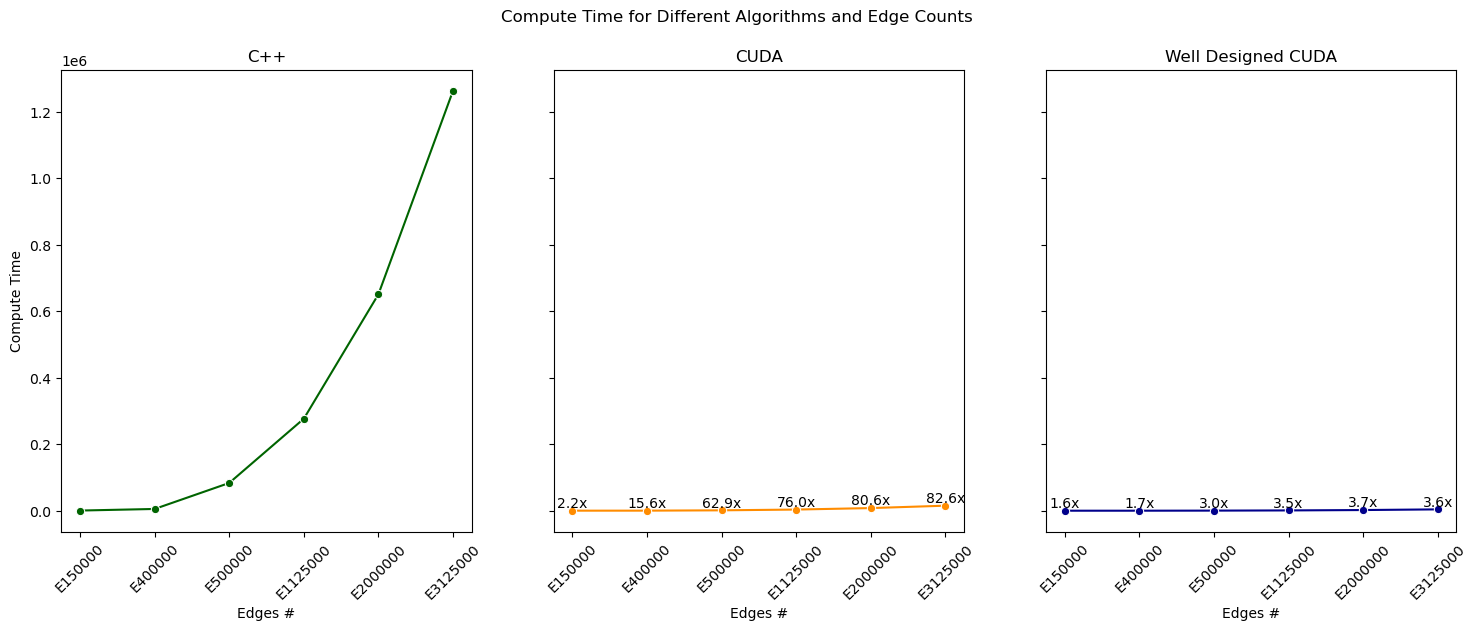 Compute Time for Different Algorithms and Edge Counts
C++
1e6
Compute Time
1.2
1.0
0.8
0.6
0.4
0.2
0.0
E150000
E400000
E500000
E1125000
E2000000
E3125000
Edges #
CUDA
2.2x
15.6x
62.9x
76.0x
80.6x
82.6x
E150000
E400000
E500000
E1125000
E2000000
E3125000
Edges #
Well Designed CUDA
1.6x
1.7x
3.0x
3.5x
3.7x
3.6x
E150000
E400000
E500000
E1125000
E2000000
E3125000
Edges #